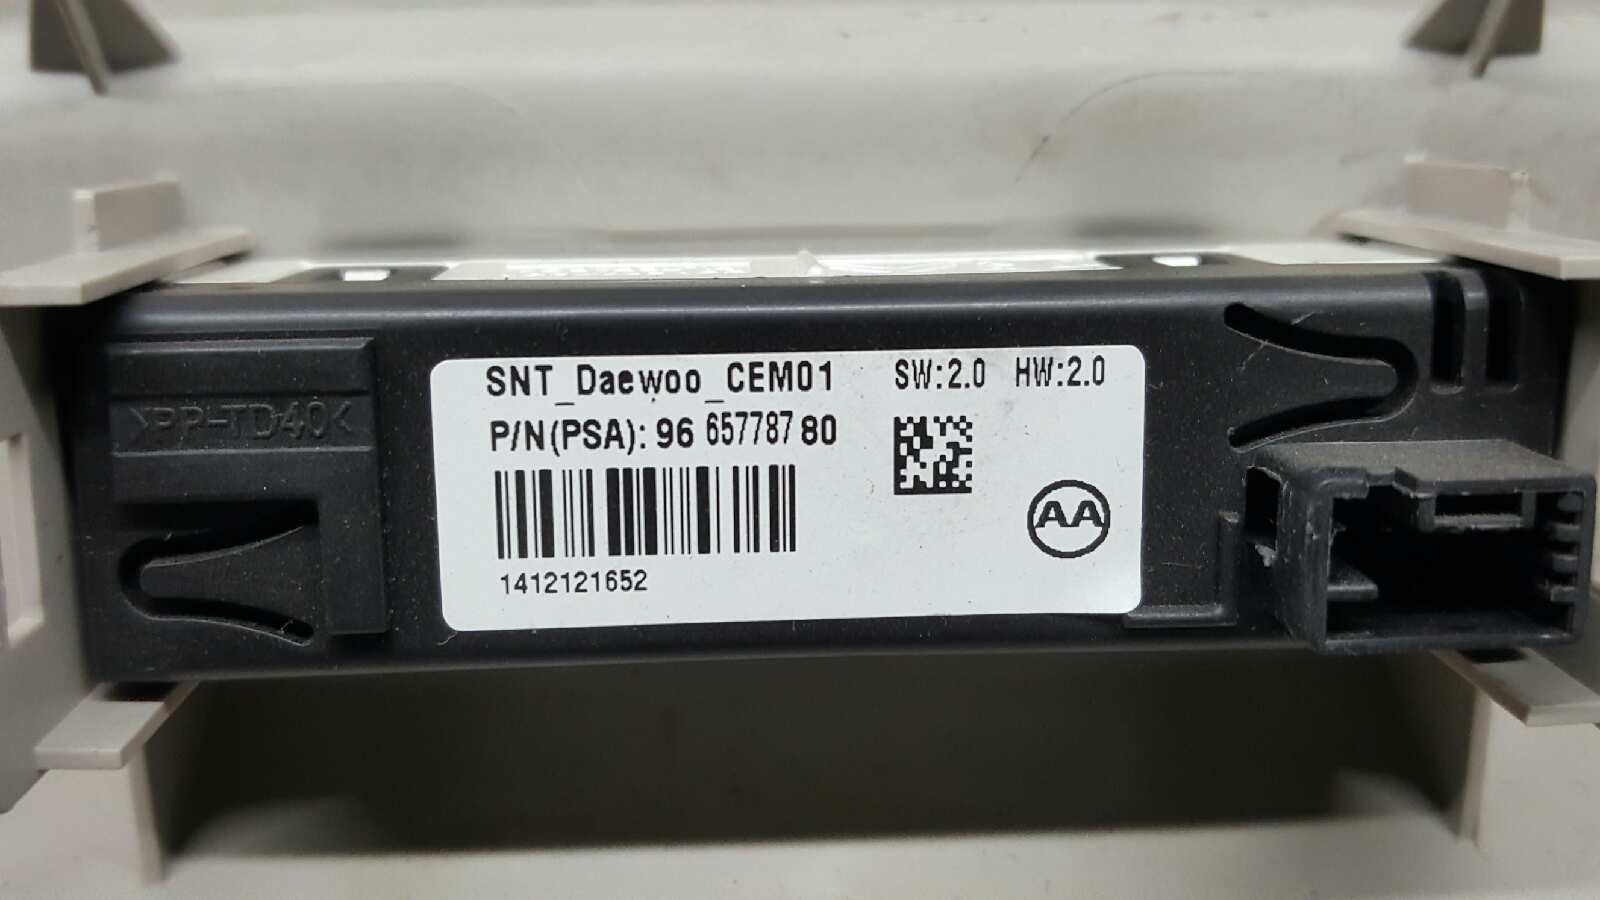 SNT_Daewoo_CEM01 SW:2.0 HW:2.0
P/N(PSA): 96 657787 80
1412121652
AA
>PP-TD40<